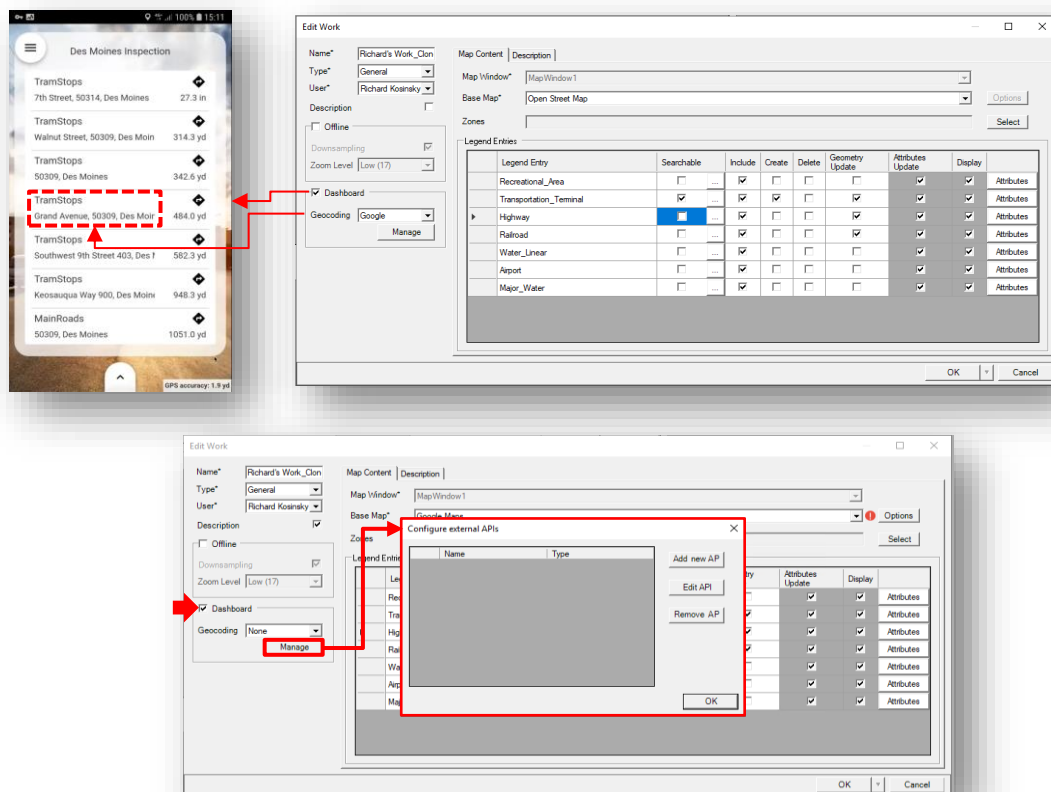 100% 15:11
Des Moines Inspection
TramStops
7th Street, 50314, Des Moines 27.3 in
TramStops
Walnut Street, 50309, Des Moin 314.3 yd
TramStops
50309, Des Moines 342.6 yd
TramStops
Grand Avenue, 50309, Des Moir 484.0 yd
TramStops
Southwest 9th Street 403, Des M 582.3 yd
TramStops
Keosauqua Way 900, Des Moine 948.3 yd
MainRoads
50309, Des Moines 1051.0 yd
GPS accuracy: 1.9 yd
Edit Work
Name* Richard's Work_Clon
Type* General
User* Richard Kosinsky
Description
Offline
Downsampling
Zoom Level Low (17)
Dashboard
Geocoding Google
Manage
Map Content Description
Map Window* MapWindow1
Base Map* Open Street Map Options
Zones Select
Legend Entries
Legend Entry Searchable Include Create Delete Geometry Update Attributes Update Display
Recreational_Area ... Attributes
Transportation_Terminal ... Attributes
Highway ... Attributes
Railroad ... Attributes
Water_Linear ... Attributes
Airport ... Attributes
Major_Water ... Attributes
OK Cancel
Edit Work
Name* Richard's Work_Clon
Type* General
User* Richard Kosinsky
Description
Offline
Downsampling
Zoom Level Low (17)
Dashboard
Geocoding None
Manage
Map Content Description
Map Window* MapWindow1
Base Map* Google Maps Options
Zones Select
Legend Entries
Attributes Update Display
Attributes
Attributes
Attributes
Attributes
Attributes
Attributes
Attributes
Configure external APIs
Name Type
Add new AP
Edit API
Remove AP
OK
OK Cancel